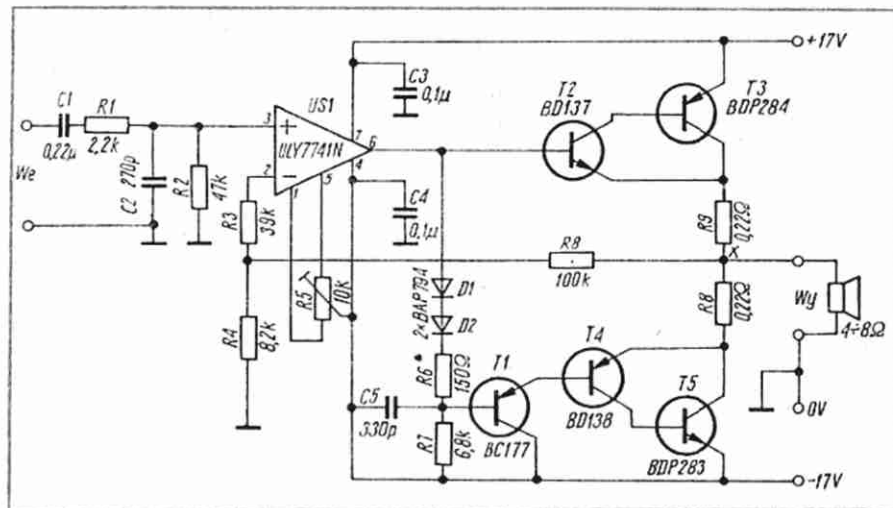 We
C1
0,22µ
R1
2,2k
C2 270p
R2 47k
3
+
US1
ULY7741N
2
−
1
5
7
6
4
C3
0,1µ
C4
0,1µ
R3 39k
R4 8,2k
R5 10k
2×BAP794
D1
D2
R6* 150Ω
C5
330p
R7 6,8k
T1
BC177
T2
BD137
T3
BDP284
T4
BD138
T5
BDP283
R9 0,22Ω
x
R8
100k
R8 0,22Ω
Wy
4÷8Ω
+17V
0V
-17V